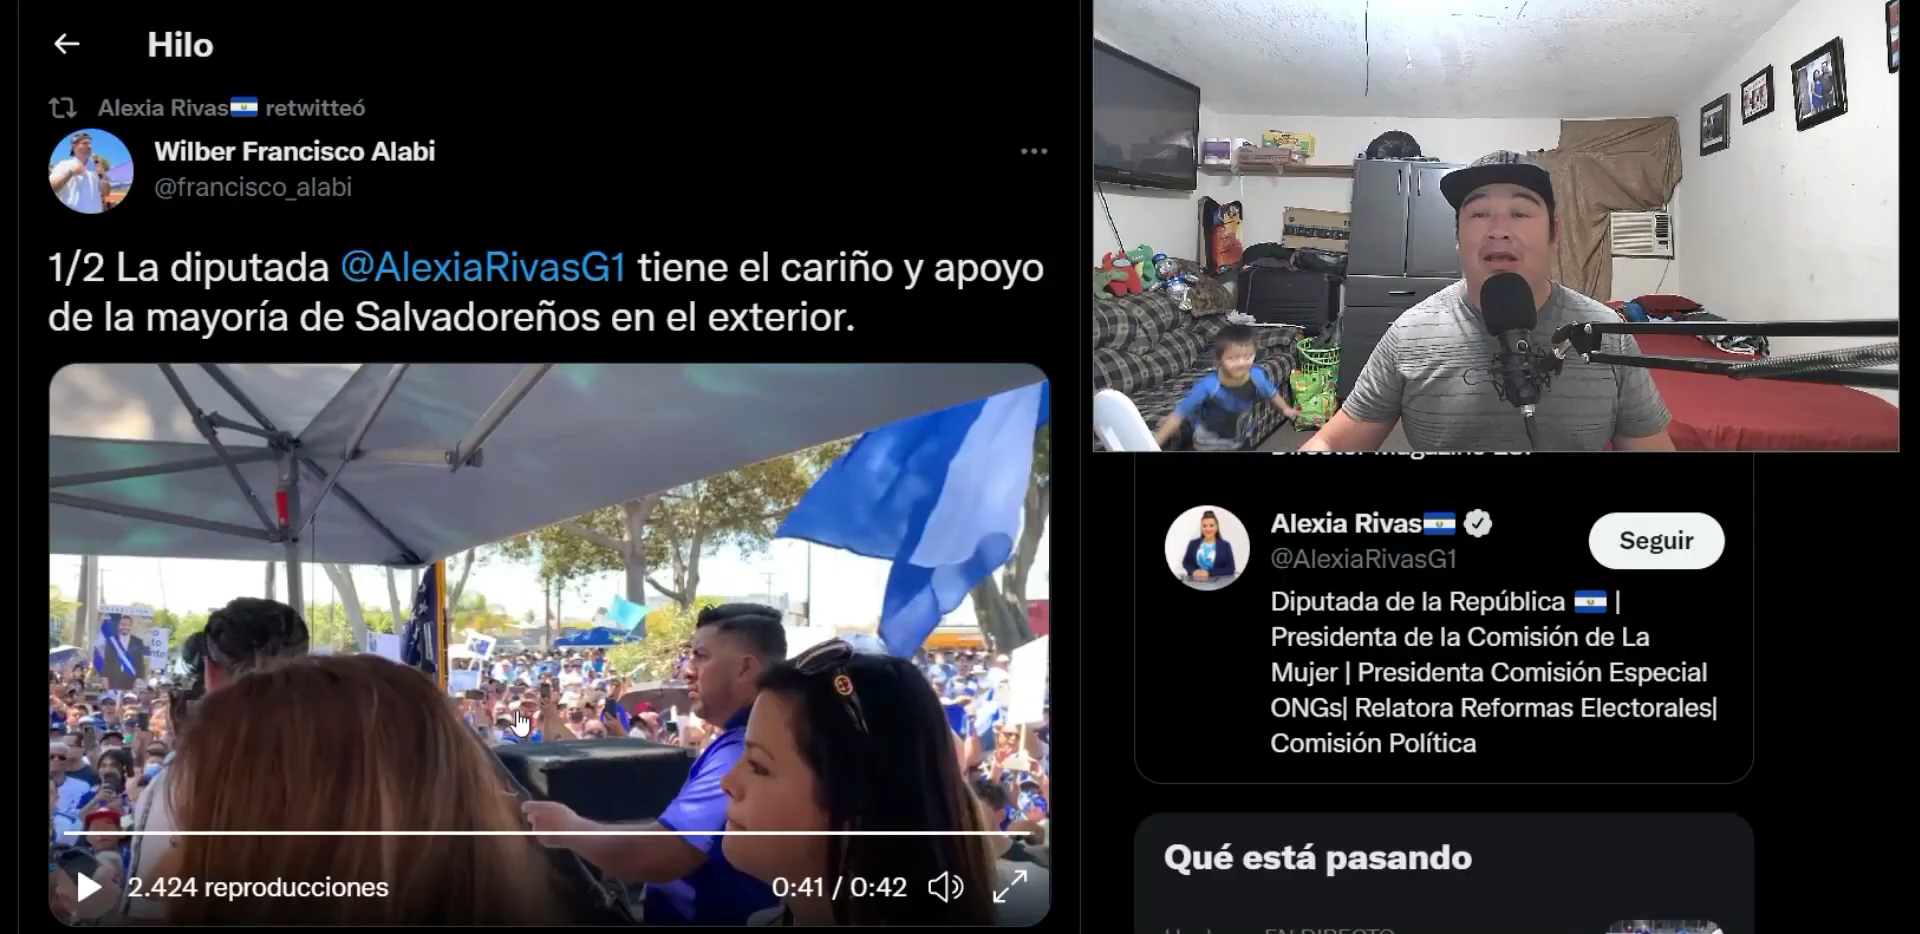 Hilo
Alexia Rivas🇸🇻 retwitteó
Wilber Francisco Alabi
@francisco_alabi
1/2 La diputada @AlexiaRivasG1 tiene el cariño y apoyo
de la mayoría de Salvadoreños en el exterior.
2.424 reproducciones
0:41 / 0:42
Alexia Rivas🇸🇻
@AlexiaRivasG1
Seguir
Diputada de la República 🇸🇻 |
Presidenta de la Comisión de La
Mujer | Presidenta Comisión Especial
ONGs| Relatora Reformas Electorales|
Comisión Política
Qué está pasando